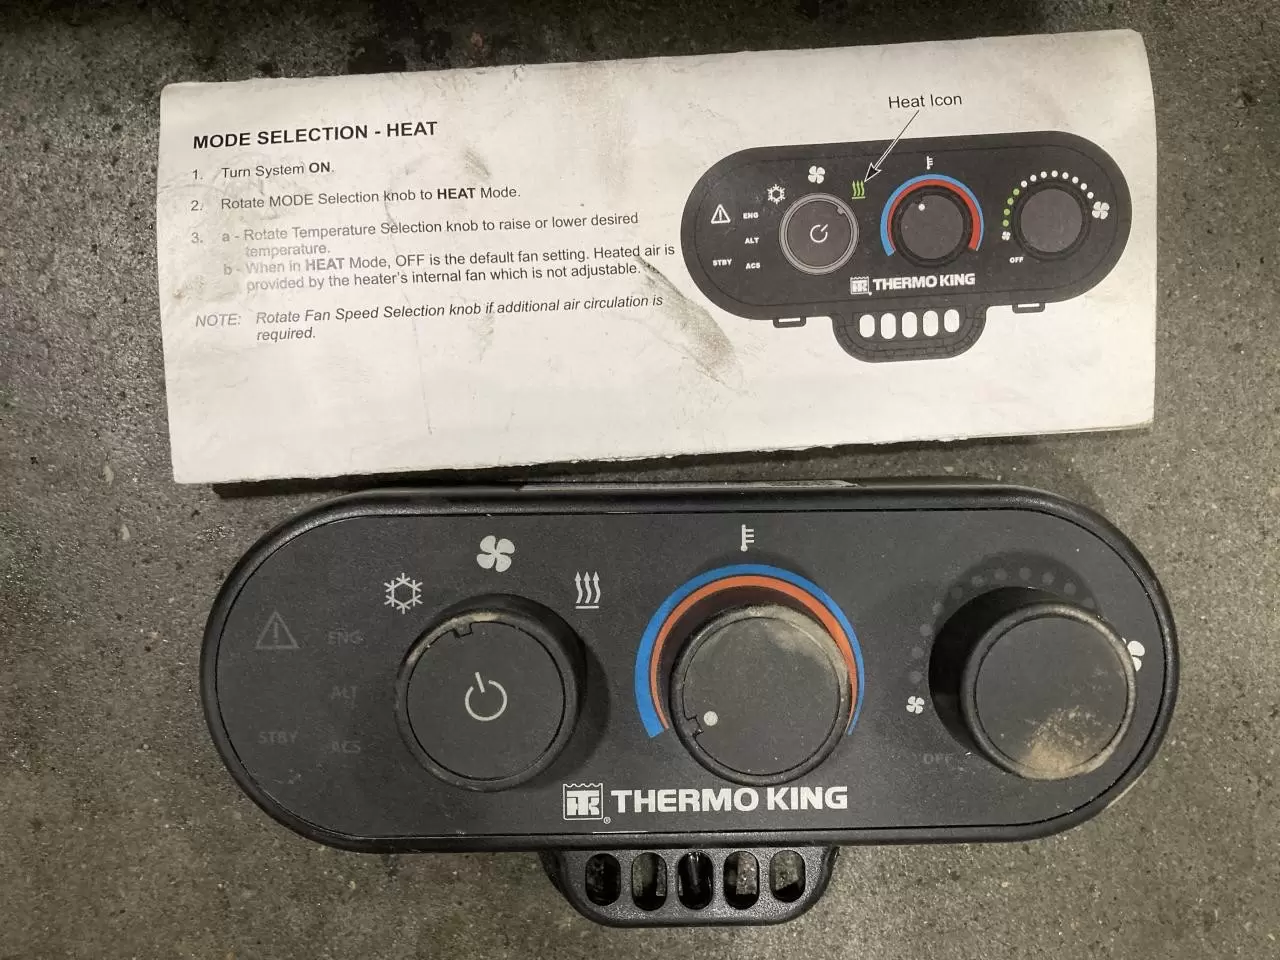 MODE SELECTION - HEAT
1. Turn System ON.
2. Rotate MODE Selection knob to HEAT Mode.
3. a - Rotate Temperature Selection knob to raise or lower desired
temperature.
b - When in HEAT Mode, OFF is the default fan setting. Heated air is
provided by the heater's internal fan which is not adjustable.
NOTE: Rotate Fan Speed Selection knob if additional air circulation is
required.
Heat Icon
ENG
ALT
STBY ACS
OFF
TK THERMO KING
ENG
ALT
STBY ACS
OFF
TK® THERMO KING